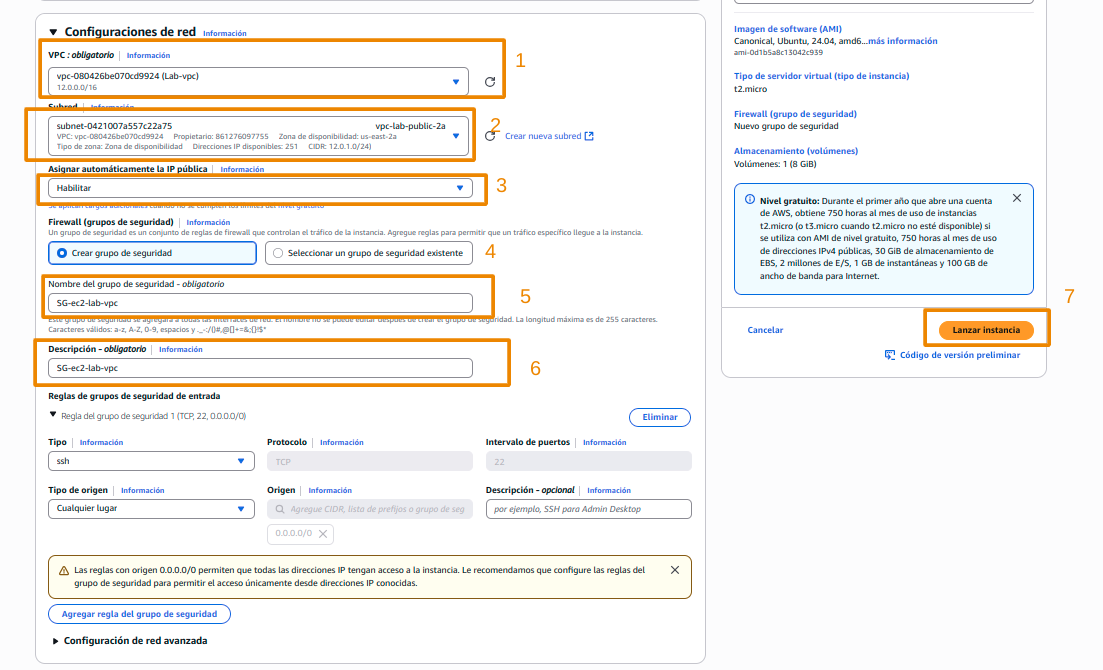 Configuraciones de red Información
VPC : obligatorio Información
1
vpc-080426be070cd9924 (Lab-vpc)
12.0.0.0/16
Subred Información
subnet-0421007a557c22a75 vpc-lab-public-2a
2
VPC: vpc-080426be070cd9924 Propietario: 861276097755 Zona de disponibilidad: us-east-2a
Tipo de zona: Zona de disponibilidad Direcciones IP disponibles: 251 CIDR: 12.0.1.0/24)
Crear nueva subred
Asignar automáticamente la IP pública Información
Habilitar
3
Se aplican cargos adicionales cuando no se cumplen los límites del nivel gratuito
Firewall (grupos de seguridad) Información
Un grupo de seguridad es un conjunto de reglas de firewall que controlan el tráfico de la instancia. Agregue reglas para permitir que un tráfico específico llegue a la instancia.
Crear grupo de seguridad Seleccionar un grupo de seguridad existente
4
Nombre del grupo de seguridad - obligatorio
SG-ec2-lab-vpc
5
Este grupo de seguridad se agregará a todas las interfaces de red. El nombre no se puede editar después de crear el grupo de seguridad. La longitud máxima es de 255 caracteres.
Caracteres válidos: a-z, A-Z, 0-9, espacios y ._-:/()#,@[]+=&;{}!$*
Descripción - obligatorio Información
SG-ec2-lab-vpc
6
Reglas de grupos de seguridad de entrada
Regla del grupo de seguridad 1 (TCP, 22, 0.0.0.0/0)
Eliminar
Tipo Información Protocolo Información Intervalo de puertos Información
ssh TCP 22
Tipo de origen Información Origen Información Descripción - opcional Información
Cualquier lugar Agregue CIDR, lista de prefijos o grupo de seg por ejemplo, SSH para Admin Desktop
0.0.0.0/0
Las reglas con origen 0.0.0.0/0 permiten que todas las direcciones IP tengan acceso a la instancia. Le recomendamos que configure las reglas del
grupo de seguridad para permitir el acceso únicamente desde direcciones IP conocidas.
Agregar regla del grupo de seguridad
Configuración de red avanzada
Imagen de software (AMI)
Canonical, Ubuntu, 24.04, amd6...más información
ami-0d1b5a8c13042c939
Tipo de servidor virtual (tipo de instancia)
t2.micro
Firewall (grupo de seguridad)
Nuevo grupo de seguridad
Almacenamiento (volúmenes)
Volúmenes: 1 (8 GiB)
Nivel gratuito: Durante el primer año que abre una cuenta
de AWS, obtiene 750 horas al mes de uso de instancias
t2.micro (o t3.micro cuando t2.micro no esté disponible) si
se utiliza con AMI de nivel gratuito, 750 horas al mes de uso
de direcciones IPv4 públicas, 30 GiB de almacenamiento de
EBS, 2 millones de E/S, 1 GB de instantáneas y 100 GB de
ancho de banda para Internet.
7
Cancelar
Lanzar instancia
Código de versión preliminar